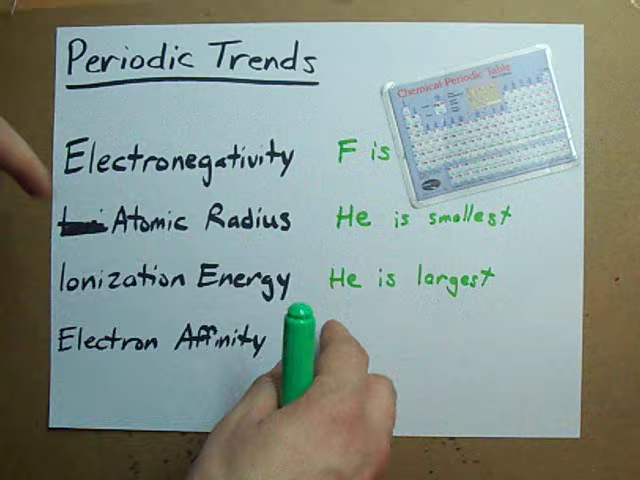 Periodic Trends
Chemical Periodic Table
Electronegativity F is
Atomic Radius He is smallest
Ionization Energy He is largest
Electron Affinity